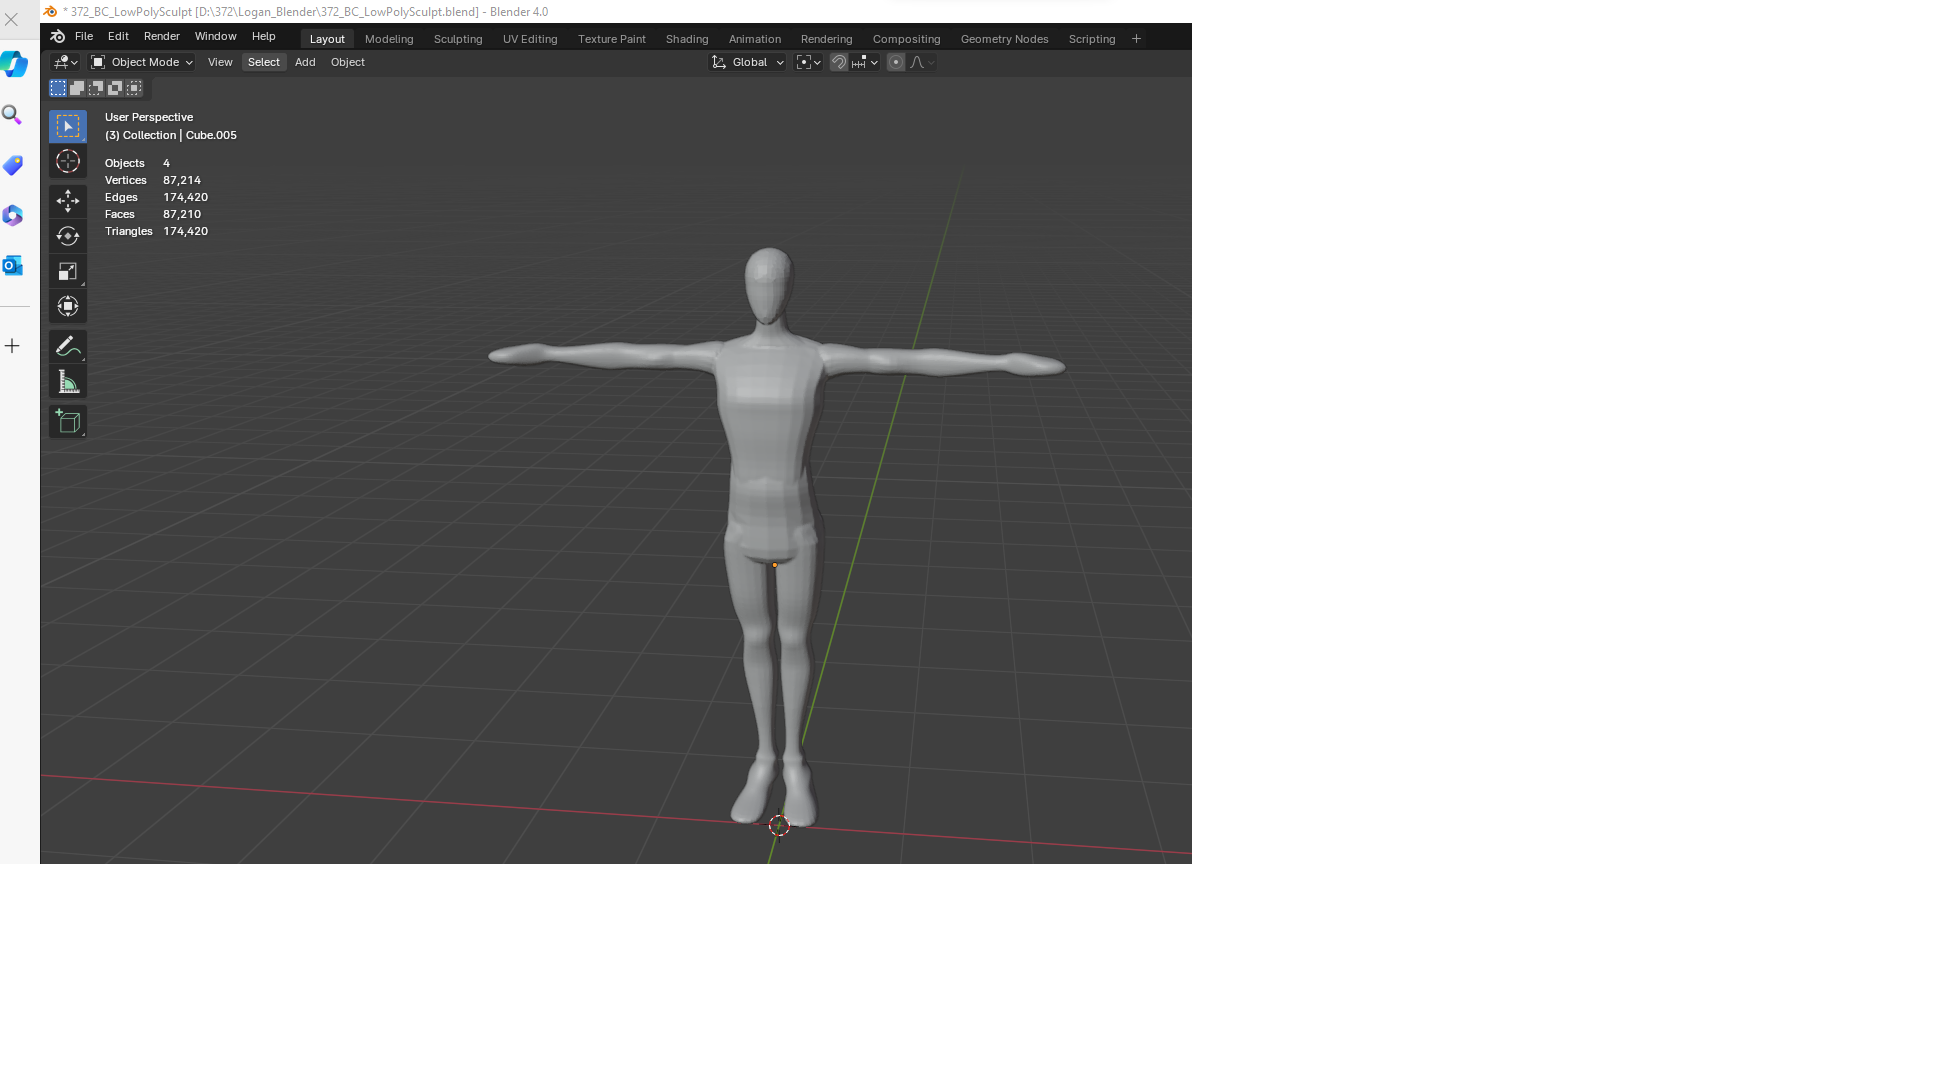 * 372_BC_LowPolySculpt [D:\372\Logan_Blender\372_BC_LowPolySculpt.blend] - Blender 4.0
File Edit Render Window Help Layout Modeling Sculpting UV Editing Texture Paint Shading Animation Rendering Compositing Geometry Nodes Scripting +
Object Mode View Select Add Object Global
User Perspective
(3) Collection | Cube.005
Objects 4
Vertices 87,214
Edges 174,420
Faces 87,210
Triangles 174,420